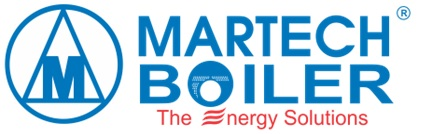 M
MARTECH®
BOILER
The Energy Solutions